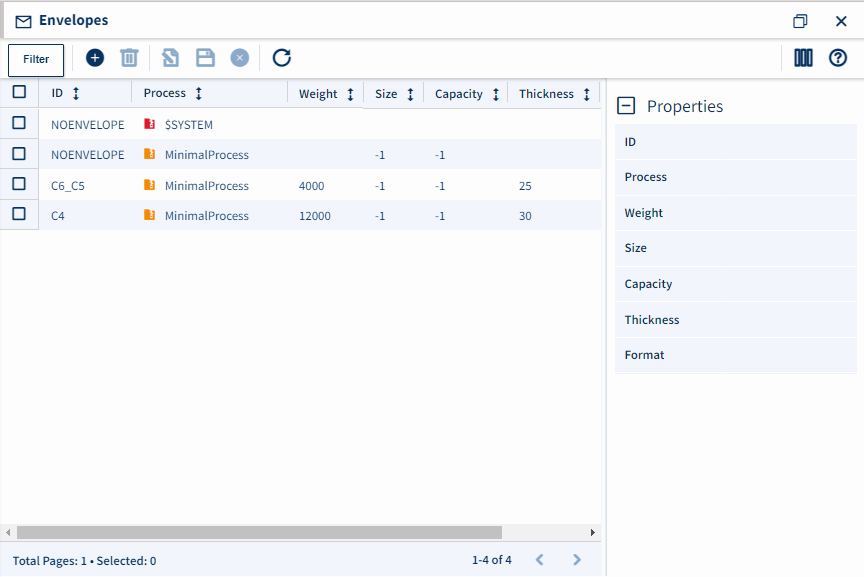 Envelopes
Filter
ID Process Weight Size Capacity Thickness
NOENVELOPE $SYSTEM
NOENVELOPE MinimalProcess -1 -1
C6_C5 MinimalProcess 4000 -1 -1 25
C4 MinimalProcess 12000 -1 -1 30
Total Pages: 1 • Selected: 0 1-4 of 4
Properties
ID
Process
Weight
Size
Capacity
Thickness
Format